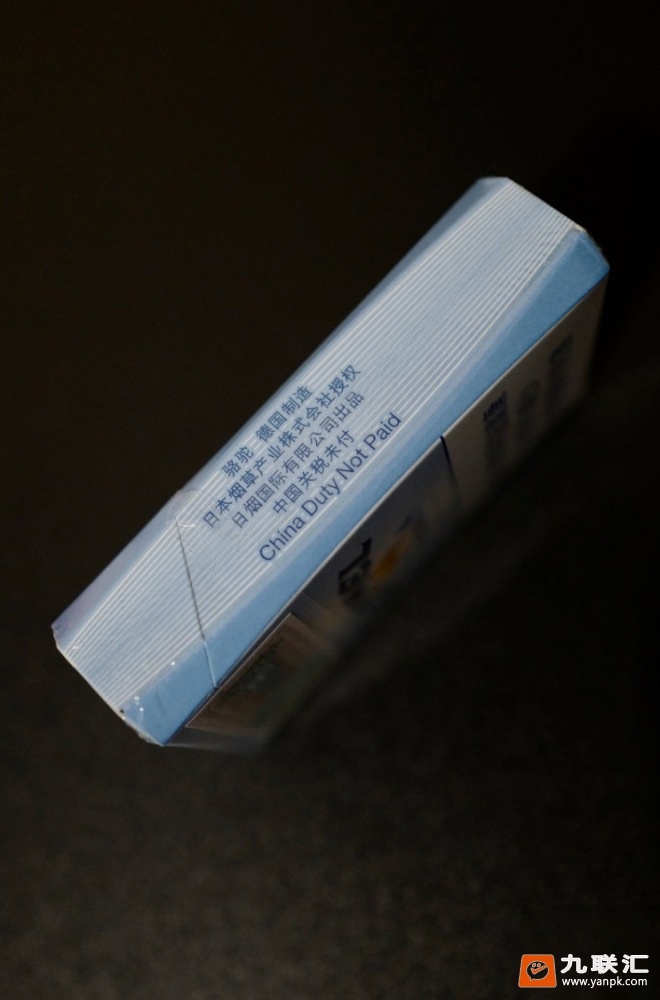 骆驼 德国制造
日本烟草产业株式会社授权
日烟国际有限公司出品
中国关税未付
China Duty Not Paid
九联汇
www.yanpk.com